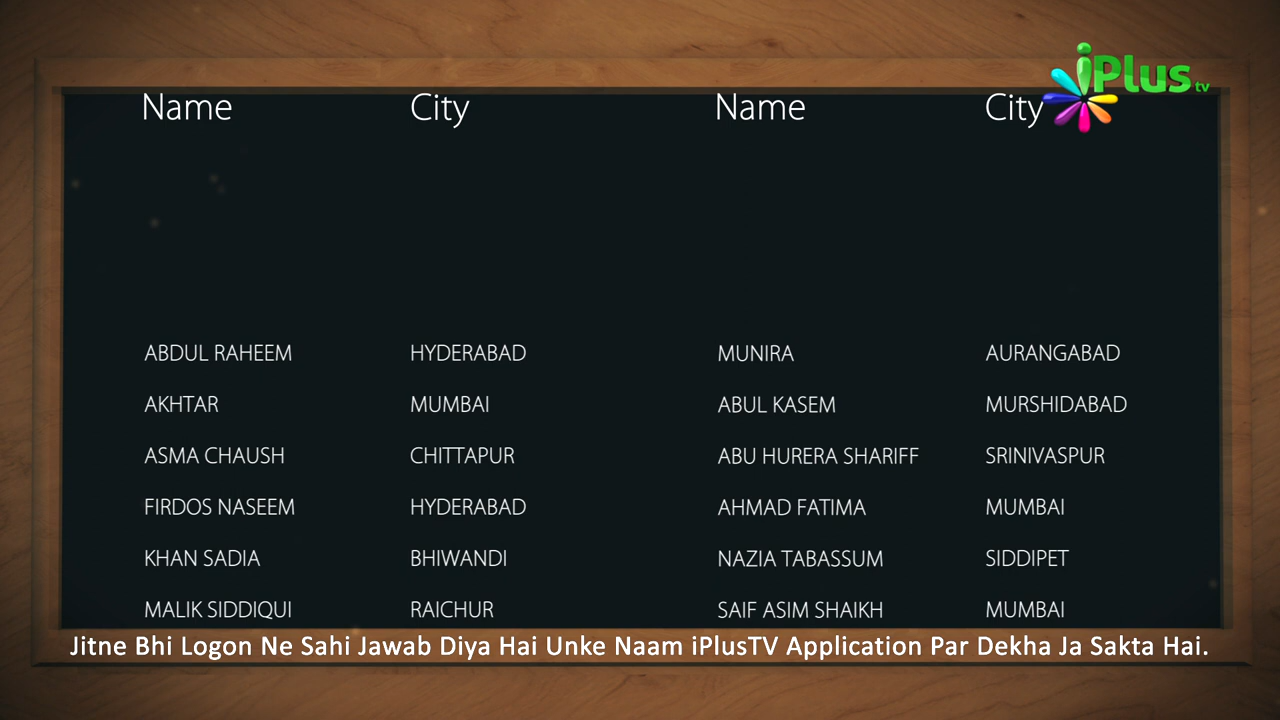 iPlus tv
Name City Name City
ABDUL RAHEEM HYDERABAD MUNIRA AURANGABAD
AKHTAR MUMBAI ABUL KASEM MURSHIDABAD
ASMA CHAUSH CHITTAPUR ABU HURERA SHARIFF SRINIVASPUR
FIRDOS NASEEM HYDERABAD AHMAD FATIMA MUMBAI
KHAN SADIA BHIWANDI NAZIA TABASSUM SIDDIPET
MALIK SIDDIQUI RAICHUR SAIF ASIM SHAIKH MUMBAI
Jitne Bhi Logon Ne Sahi Jawab Diya Hai Unke Naam iPlusTV Application Par Dekha Ja Sakta Hai.